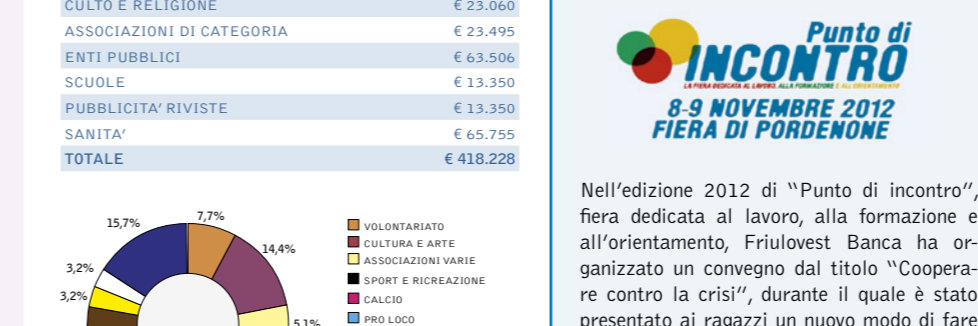 CULTO E RELIGIONE € 23.060
ASSOCIAZIONI DI CATEGORIA € 23.495
ENTI PUBBLICI € 63.506
SCUOLE € 13.350
PUBBLICITA' RIVISTE € 13.350
SANITA' € 65.755
TOTALE € 418.228
15,7%
7,7%
14,4%
3,2%
3,2%
5,1%
VOLONTARIATO
CULTURA E ARTE
ASSOCIAZIONI VARIE
SPORT E RICREAZIONE
CALCIO
PRO LOCO
Punto di
INCONTRO
LA FIERA DEDICATA AL LAVORO, ALLA FORMAZIONE E ALL'ORIENTAMENTO
8-9 NOVEMBRE 2012
FIERA DI PORDENONE
Nell'edizione 2012 di “Punto di incontro”,
fiera dedicata al lavoro, alla formazione e
all'orientamento, Friulovest Banca ha or-
ganizzato un convegno dal titolo “Coopera-
re contro la crisi”, durante il quale è stato
presentato ai ragazzi un nuovo modo di fare